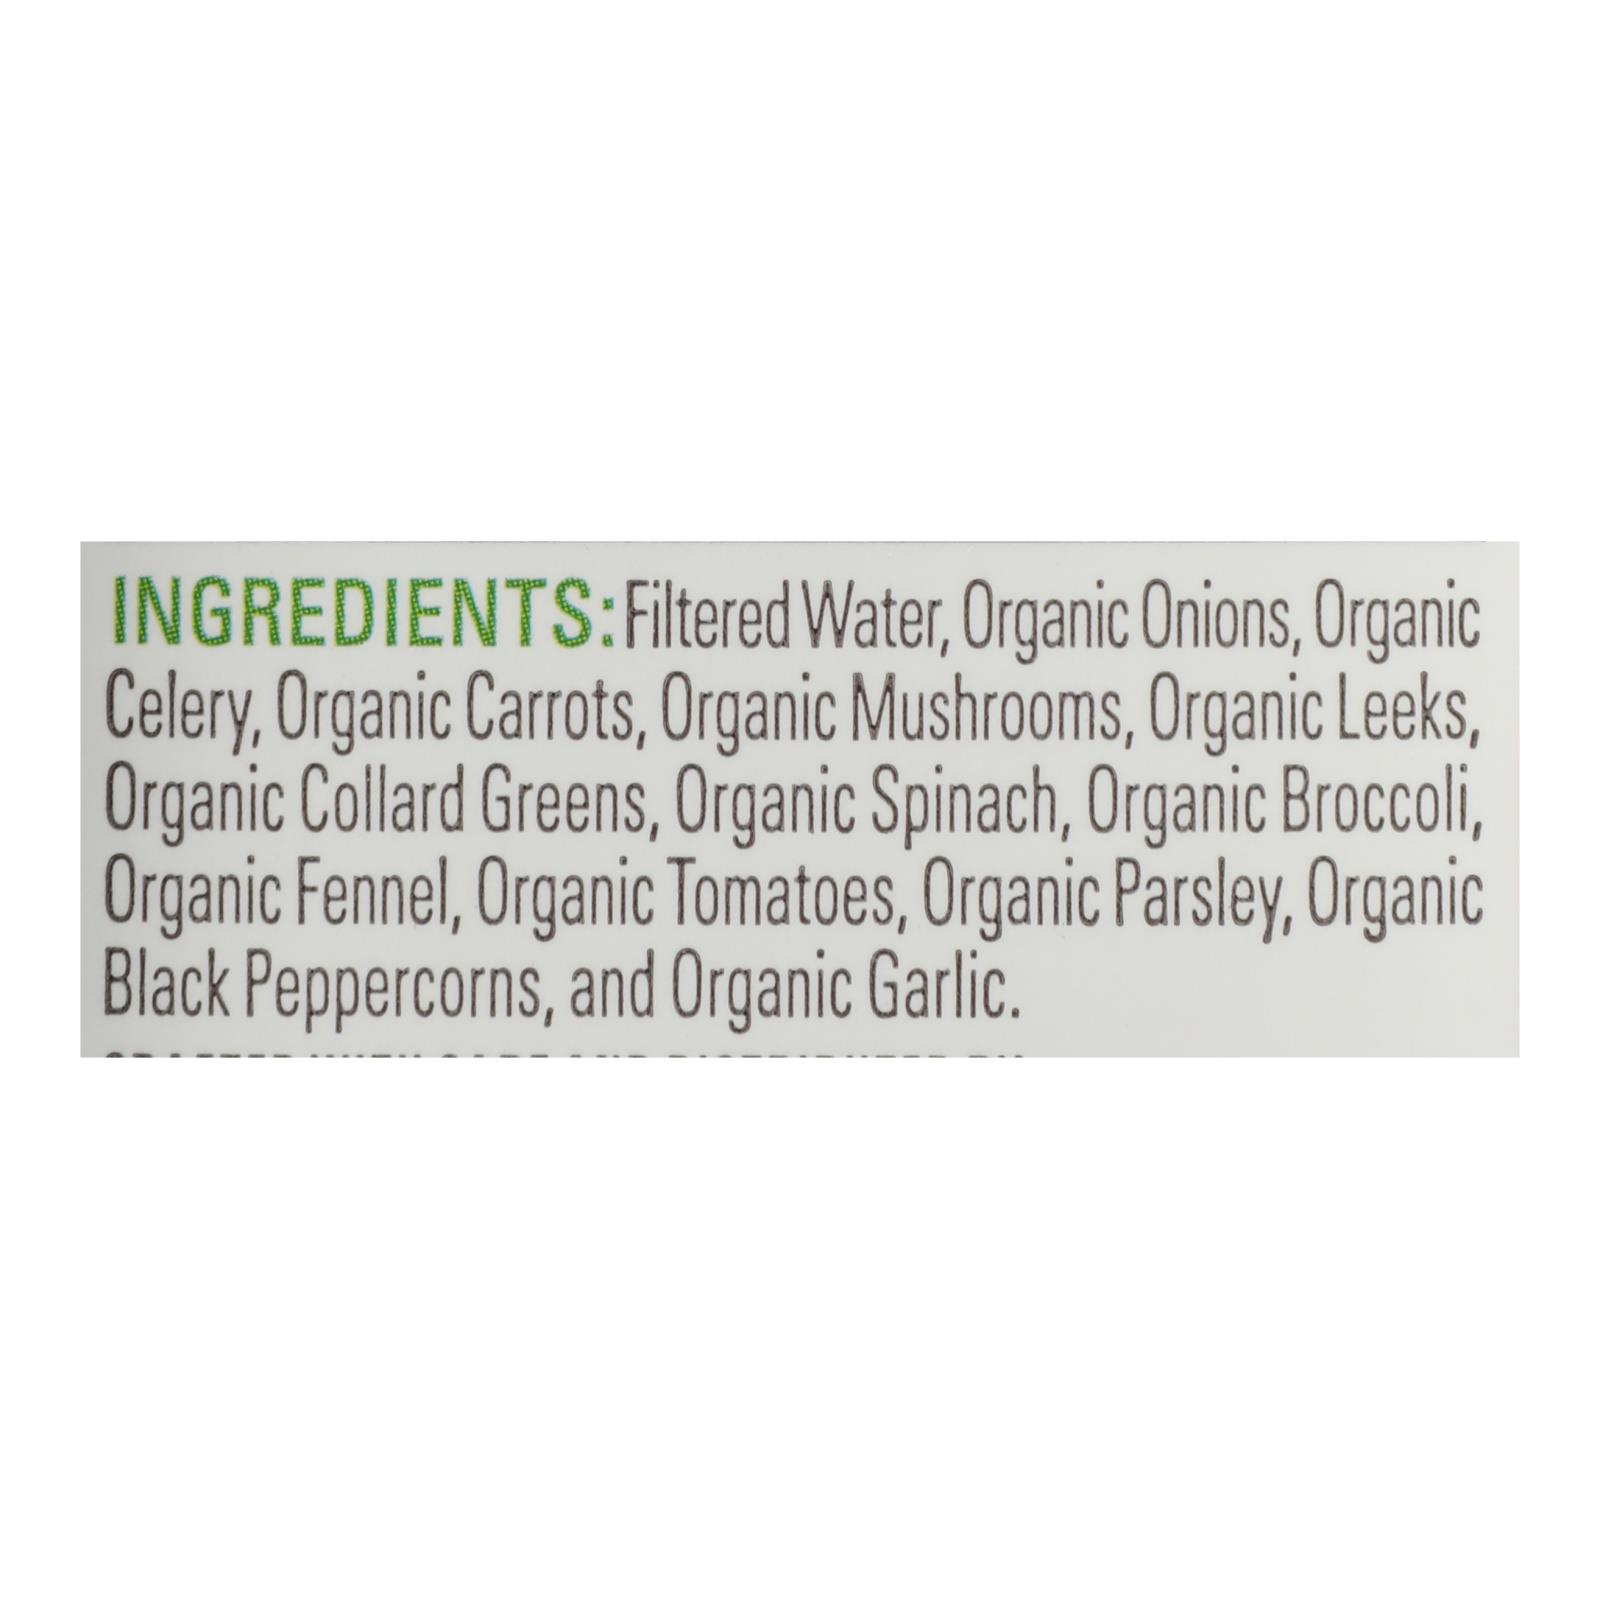 INGREDIENTS: Filtered Water, Organic Onions, Organic
Celery, Organic Carrots, Organic Mushrooms, Organic Leeks,
Organic Collard Greens, Organic Spinach, Organic Broccoli,
Organic Fennel, Organic Tomatoes, Organic Parsley, Organic
Black Peppercorns, and Organic Garlic.